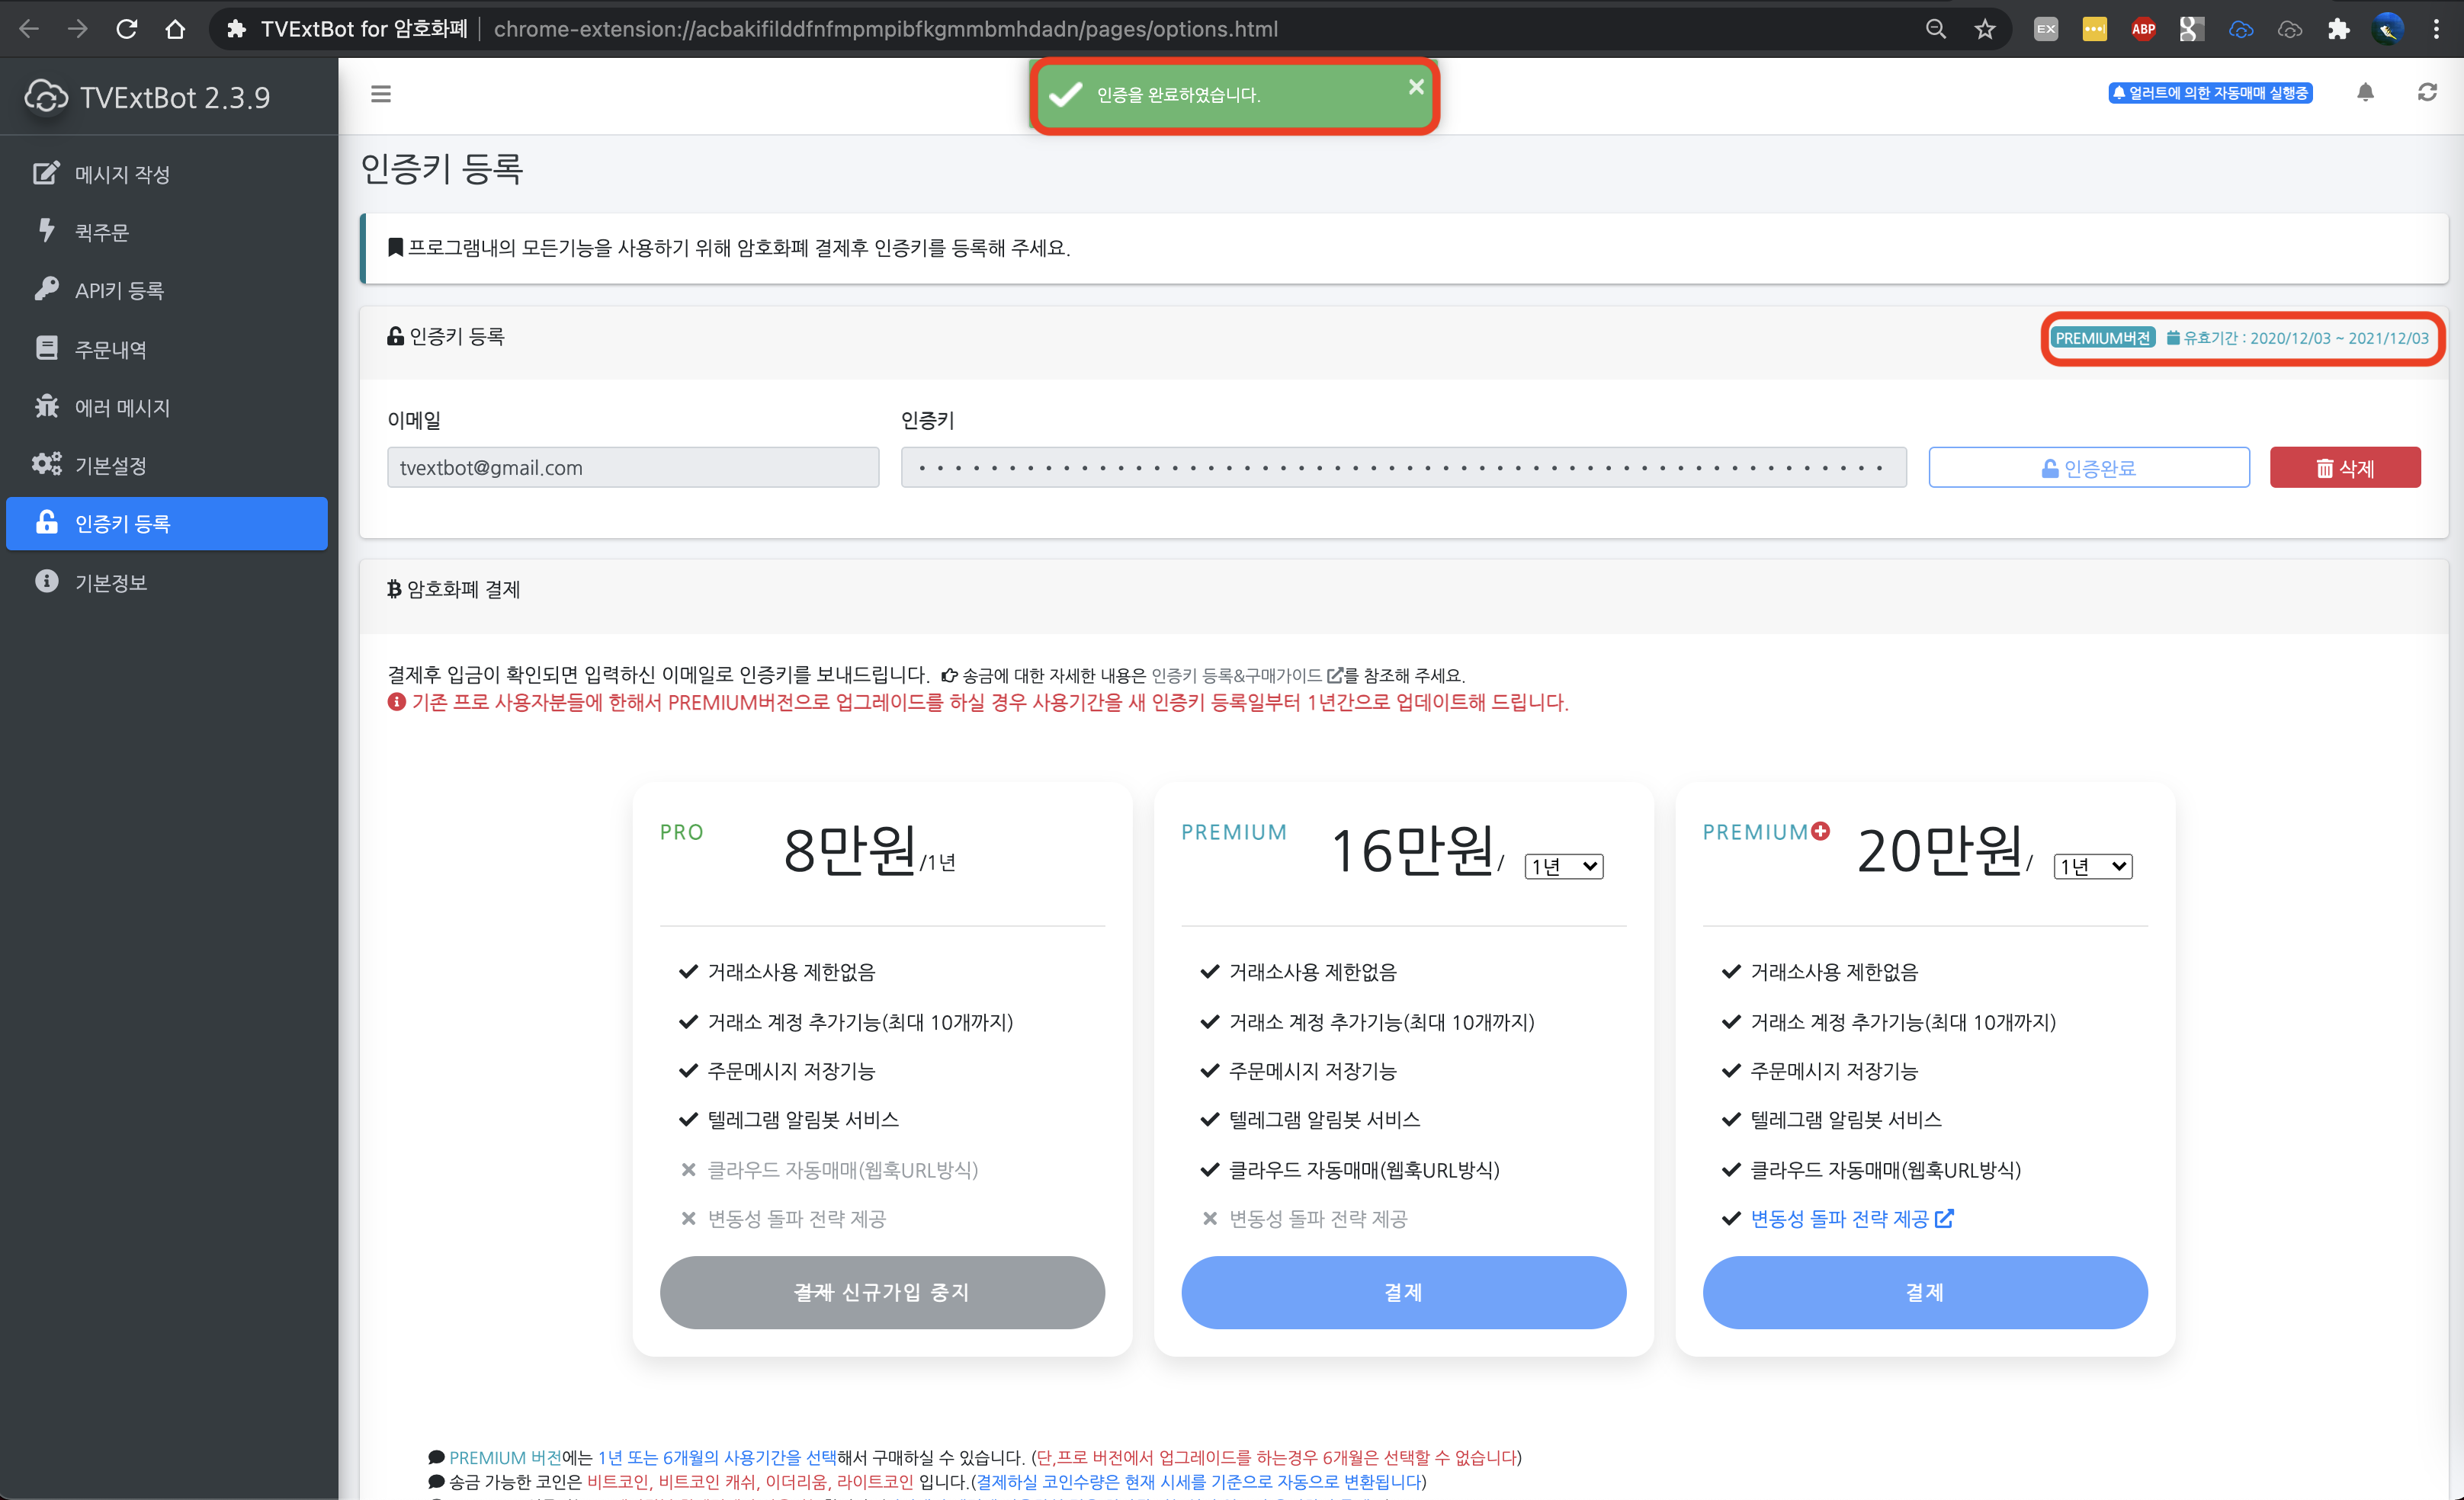 TVExtBot for 암호화폐 | chrome-extension://acbakifilddfnfmpmpibfkgmmbmhdadn/pages/options.html
EX
ABP
TVExtBot 2.3.9
인증을 완료하였습니다.
얼러트에 의한 자동매매 실행중
메시지 작성
퀵주문
API키 등록
주문내역
에러 메시지
기본설정
인증키 등록
기본정보
인증키 등록
프로그램내의 모든기능을 사용하기 위해 암호화폐 결제후 인증키를 등록해 주세요.
인증키 등록
PREMIUM버전 유효기간 : 2020/12/03 ~ 2021/12/03
이메일
인증키
tvextbot@gmail.com
인증완료
삭제
암호화폐 결제
결제후 입금이 확인되면 입력하신 이메일로 인증키를 보내드립니다. 송금에 대한 자세한 내용은 인증키 등록&구매가이드 를 참조해 주세요.
기존 프로 사용자분들에 한해서 PREMIUM버전으로 업그레이드를 하실 경우 사용기간을 새 인증키 등록일부터 1년간으로 업데이트해 드립니다.
PRO 8만원/1년
거래소사용 제한없음
거래소 계정 추가기능(최대 10개까지)
주문메시지 저장기능
텔레그램 알림봇 서비스
클라우드 자동매매(웹훅URL방식)
변동성 돌파 전략 제공
결제 신규가입 중지
PREMIUM 16만원/ 1년
거래소사용 제한없음
거래소 계정 추가기능(최대 10개까지)
주문메시지 저장기능
텔레그램 알림봇 서비스
클라우드 자동매매(웹훅URL방식)
변동성 돌파 전략 제공
결제
PREMIUM 20만원/ 1년
거래소사용 제한없음
거래소 계정 추가기능(최대 10개까지)
주문메시지 저장기능
텔레그램 알림봇 서비스
클라우드 자동매매(웹훅URL방식)
변동성 돌파 전략 제공
결제
PREMIUM 버전에는 1년 또는 6개월의 사용기간을 선택해서 구매하실 수 있습니다. (단,프로 버전에서 업그레이드를 하는경우 6개월은 선택할 수 없습니다)
송금 가능한 코인은 비트코인, 비트코인 캐쉬, 이더리움, 라이트코인 입니다.(결제하실 코인수량은 현재 시세를 기준으로 자동으로 변환됩니다)